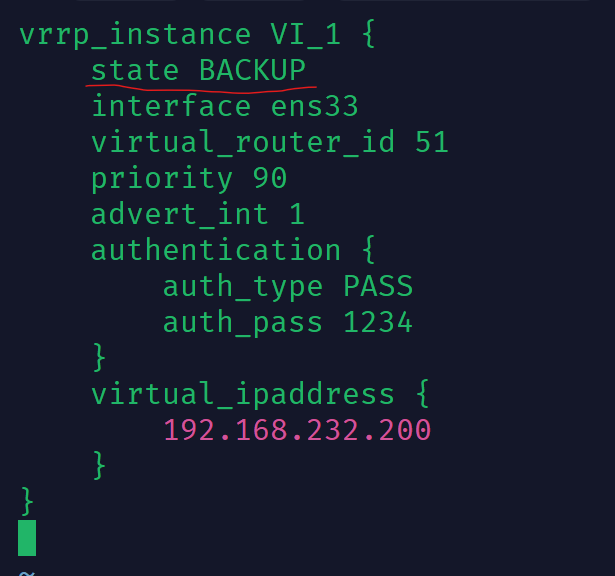 vrrp_instance VI_1 {
     state BACKUP
     interface ens33
     virtual_router_id 51
     priority 90
     advert_int 1
     authentication {
         auth_type PASS
         auth_pass 1234
     }
     virtual_ipaddress {
         192.168.232.200
     }
}
~